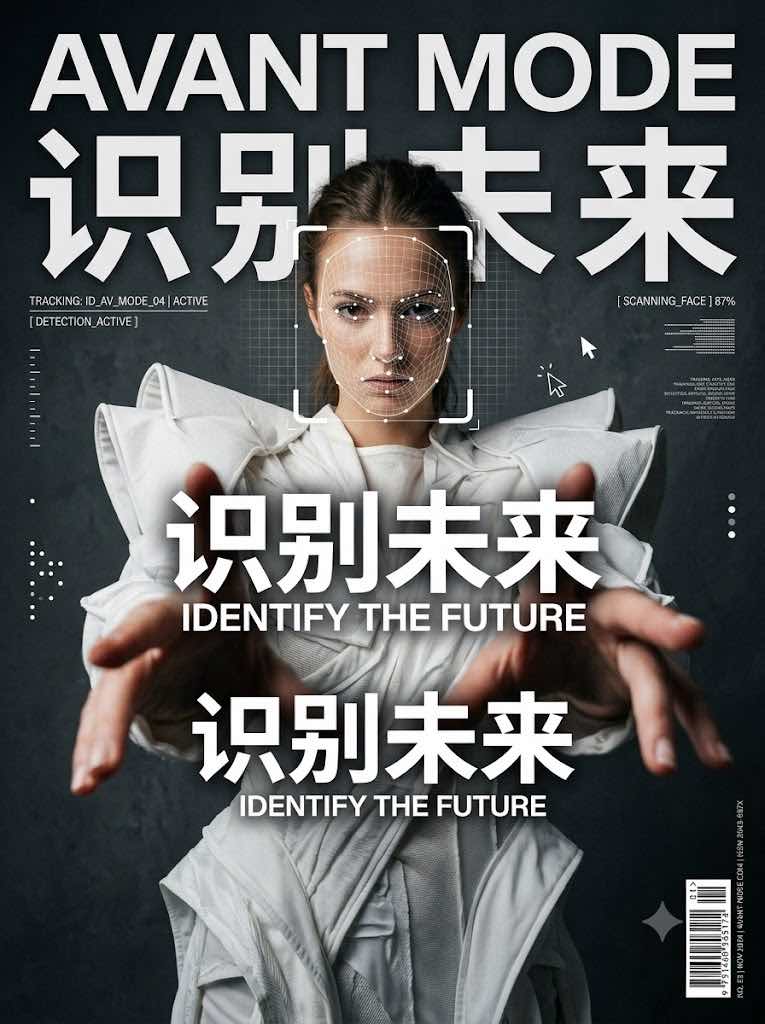 AVANT MODE
识别未来
TRACKING: ID_AV_MODE_04 | ACTIVE
[ DETECTION_ACTIVE ]
[ SCANNING_FACE ] 87%
识别未来
IDENTIFY THE FUTURE
识别未来
IDENTIFY THE FUTURE